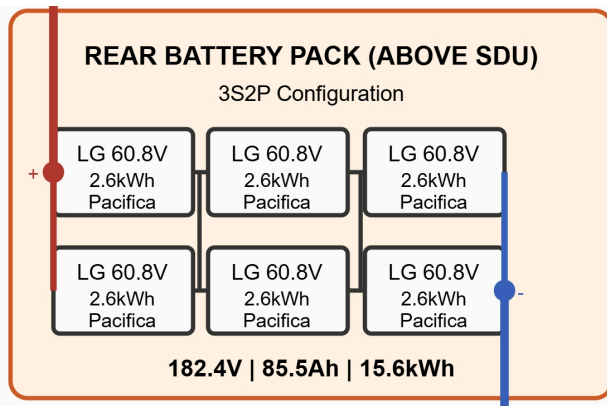 REAR BATTERY PACK (ABOVE SDU)
3S2P Configuration
LG 60.8V
2.6kWh
Pacifica
LG 60.8V
2.6kWh
Pacifica
LG 60.8V
2.6kWh
Pacifica
+
LG 60.8V
2.6kWh
Pacifica
LG 60.8V
2.6kWh
Pacifica
LG 60.8V
2.6kWh
Pacifica
-
182.4V | 85.5Ah | 15.6kWh